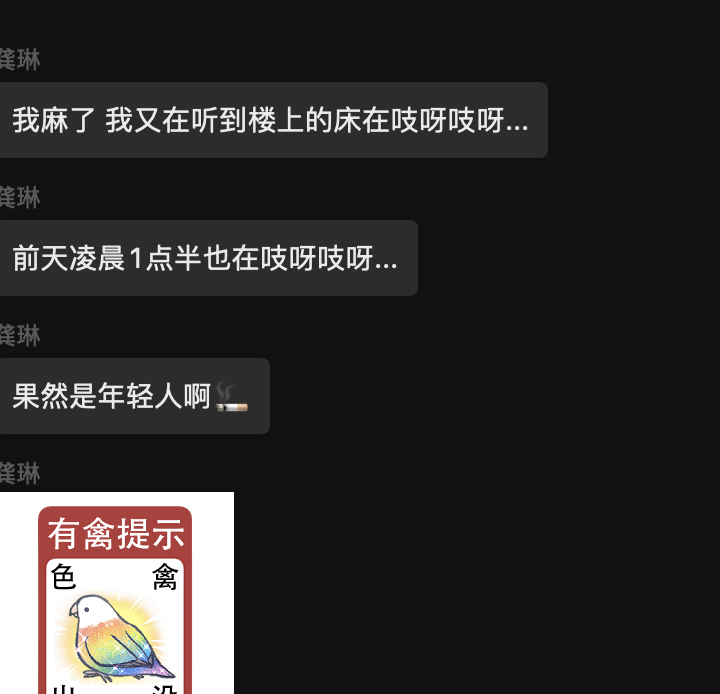 龚琳
我麻了 我又在听到楼上的床在吱呀吱呀...
龚琳
前天凌晨1点半也在吱呀吱呀...
龚琳
果然是年轻人啊🚬
龚琳
有禽提示
色 禽
出 没